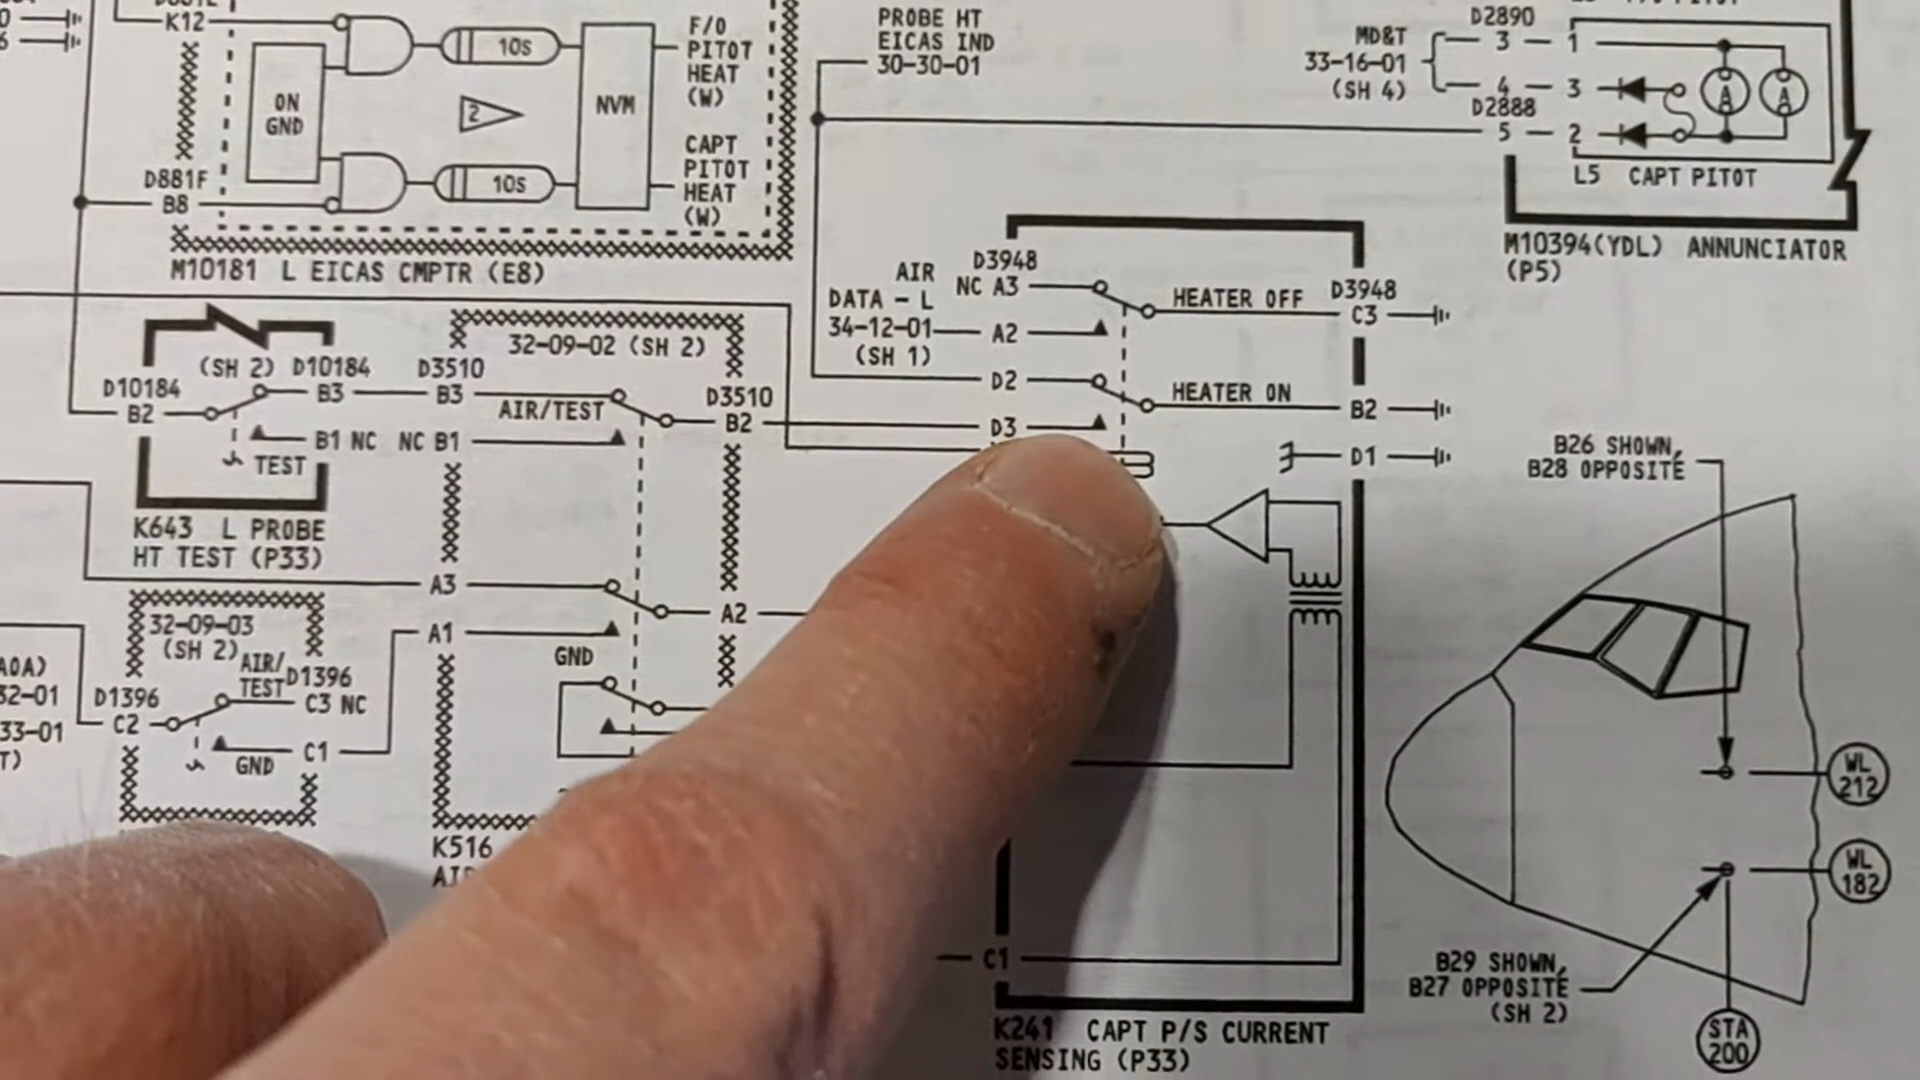 K12
10s
ON
GND
2
NVM
F/O
PITOT
HEAT
(W)
CAPT
PITOT
HEAT
(W)
D881F
B8
10s
M10181 L EICAS CMPTR (E8)
PROBE HT
EICAS IND
30-30-01
MD&T
33-16-01
(SH 4)
D2890
3
1
4
3
D2888
5
2
A
A
L5 CAPT PITOT
M10394(YDL) ANNUNCIATOR
(P5)
AIR
DATA - L
34-12-01
(SH 1)
D3948
NC A3
A2
D2
D3
HEATER OFF
HEATER ON
D3948
C3
B2
D1
(SH 2)
D10184
B2
D10184
B3
B1 NC
TEST
K643 L PROBE
HT TEST (P33)
D3510
B3
NC B1
32-09-02 (SH 2)
AIR/TEST
D3510
B2
A3
A1
GND
A2
32-09-03
(SH 2)
AIR/
TEST
D1396
C3 NC
D1396
C2
GND
C1
K516
C1
K241 CAPT P/S CURRENT
SENSING (P33)
B26 SHOWN,
B28 OPPOSITE
WL
212
WL
182
B29 SHOWN,
B27 OPPOSITE
(SH 2)
STA
200